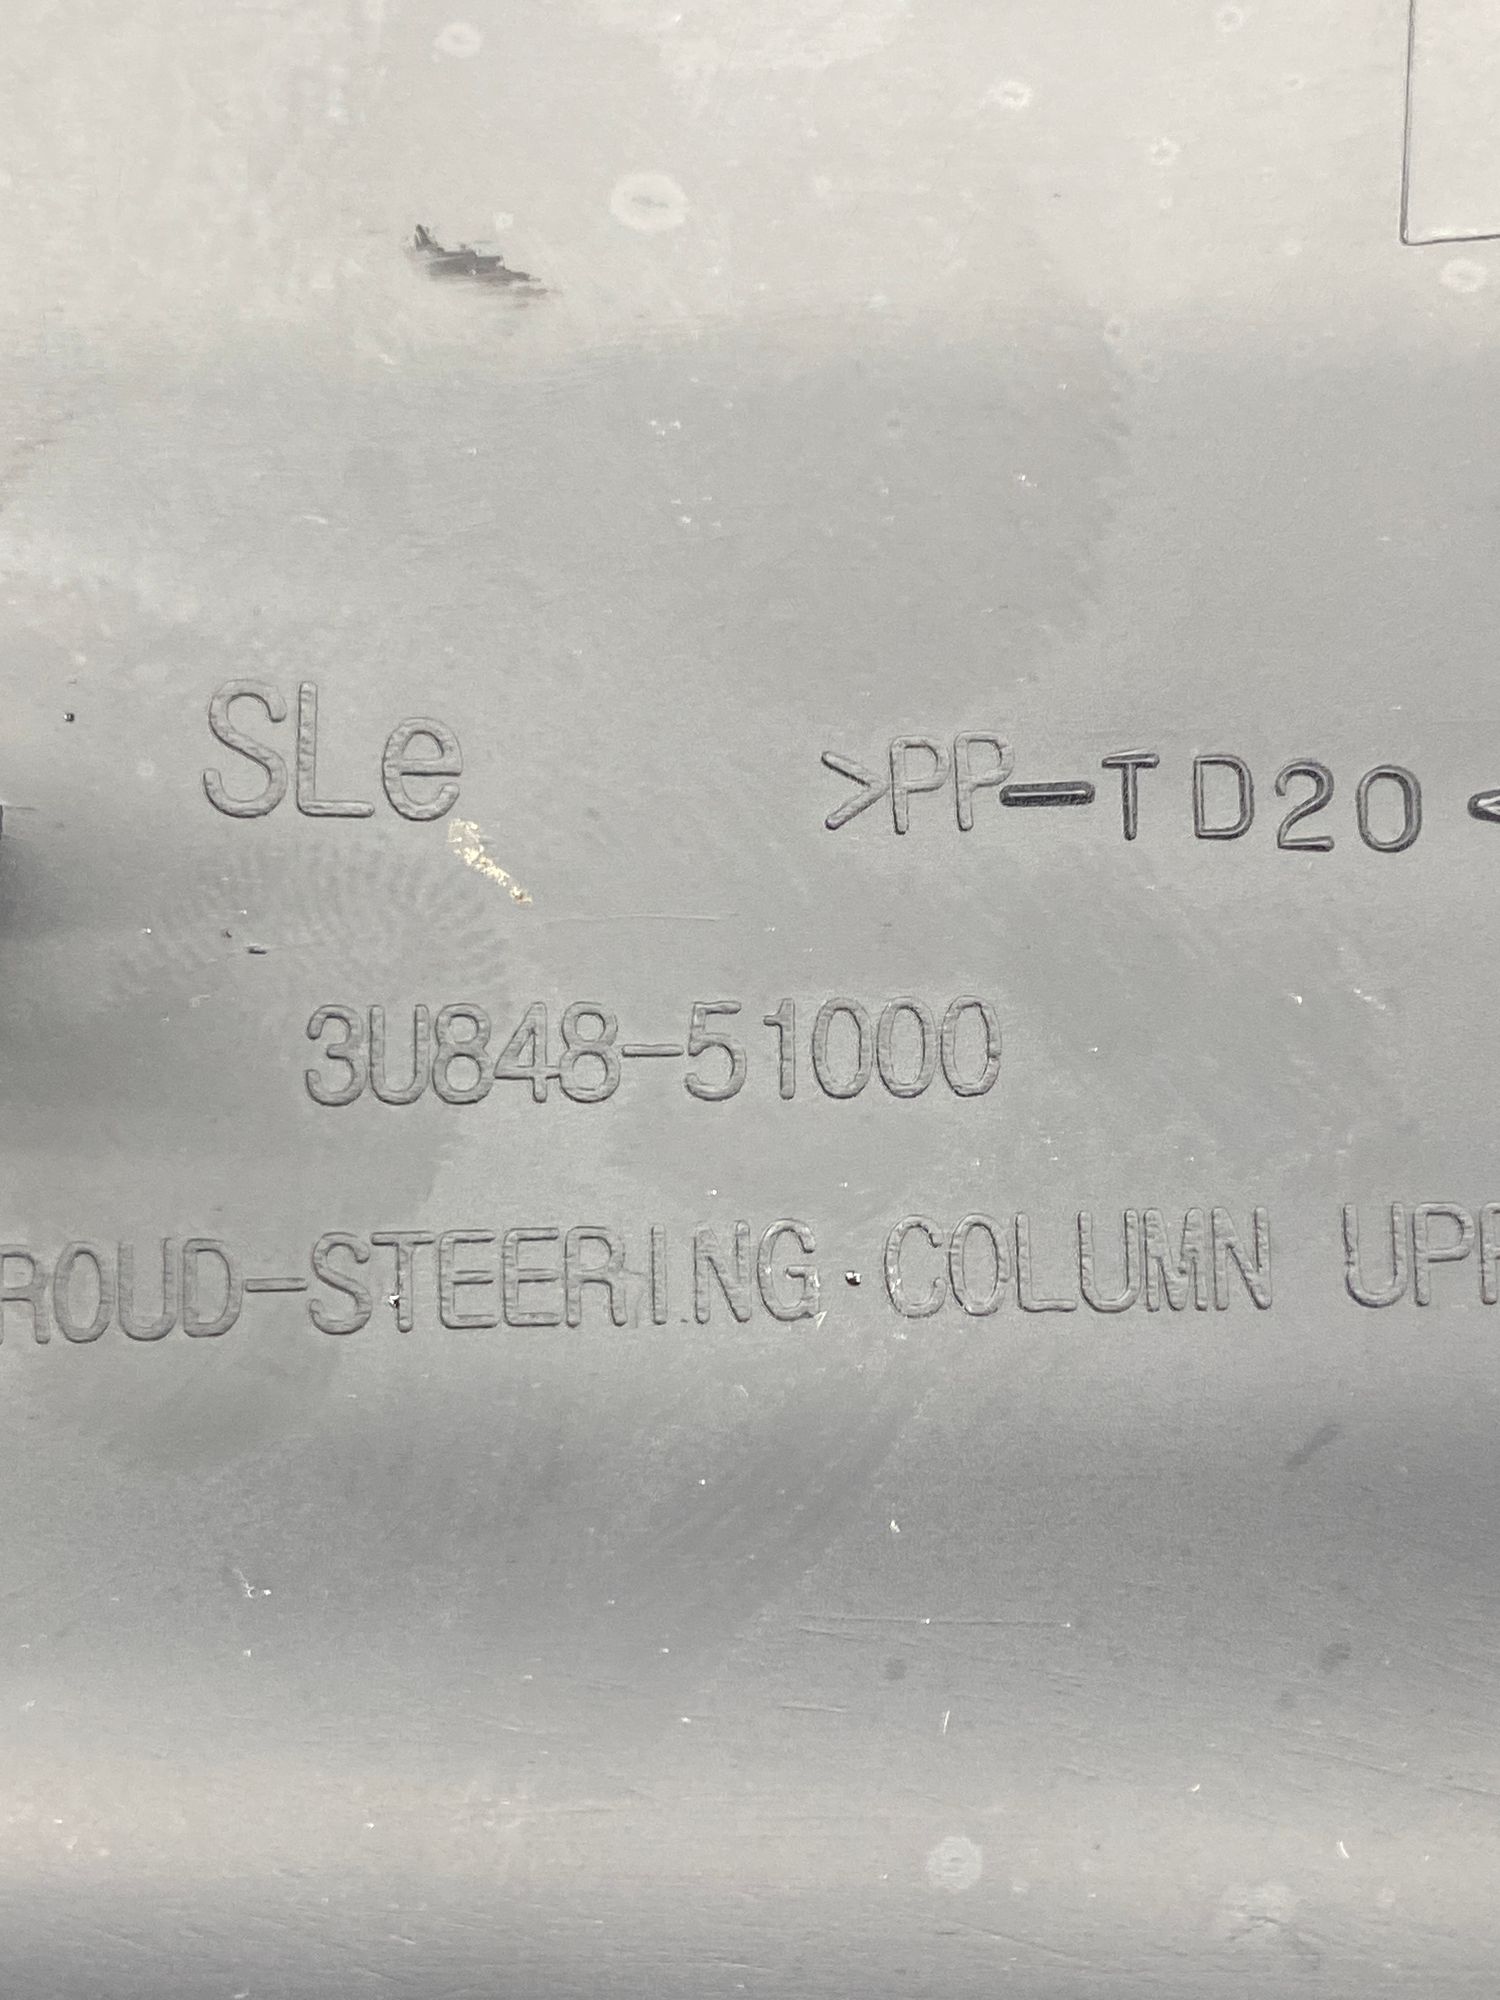 SLe >PP-TD20<
3U848-51000
ROUD-STEERING COLUMN UPP